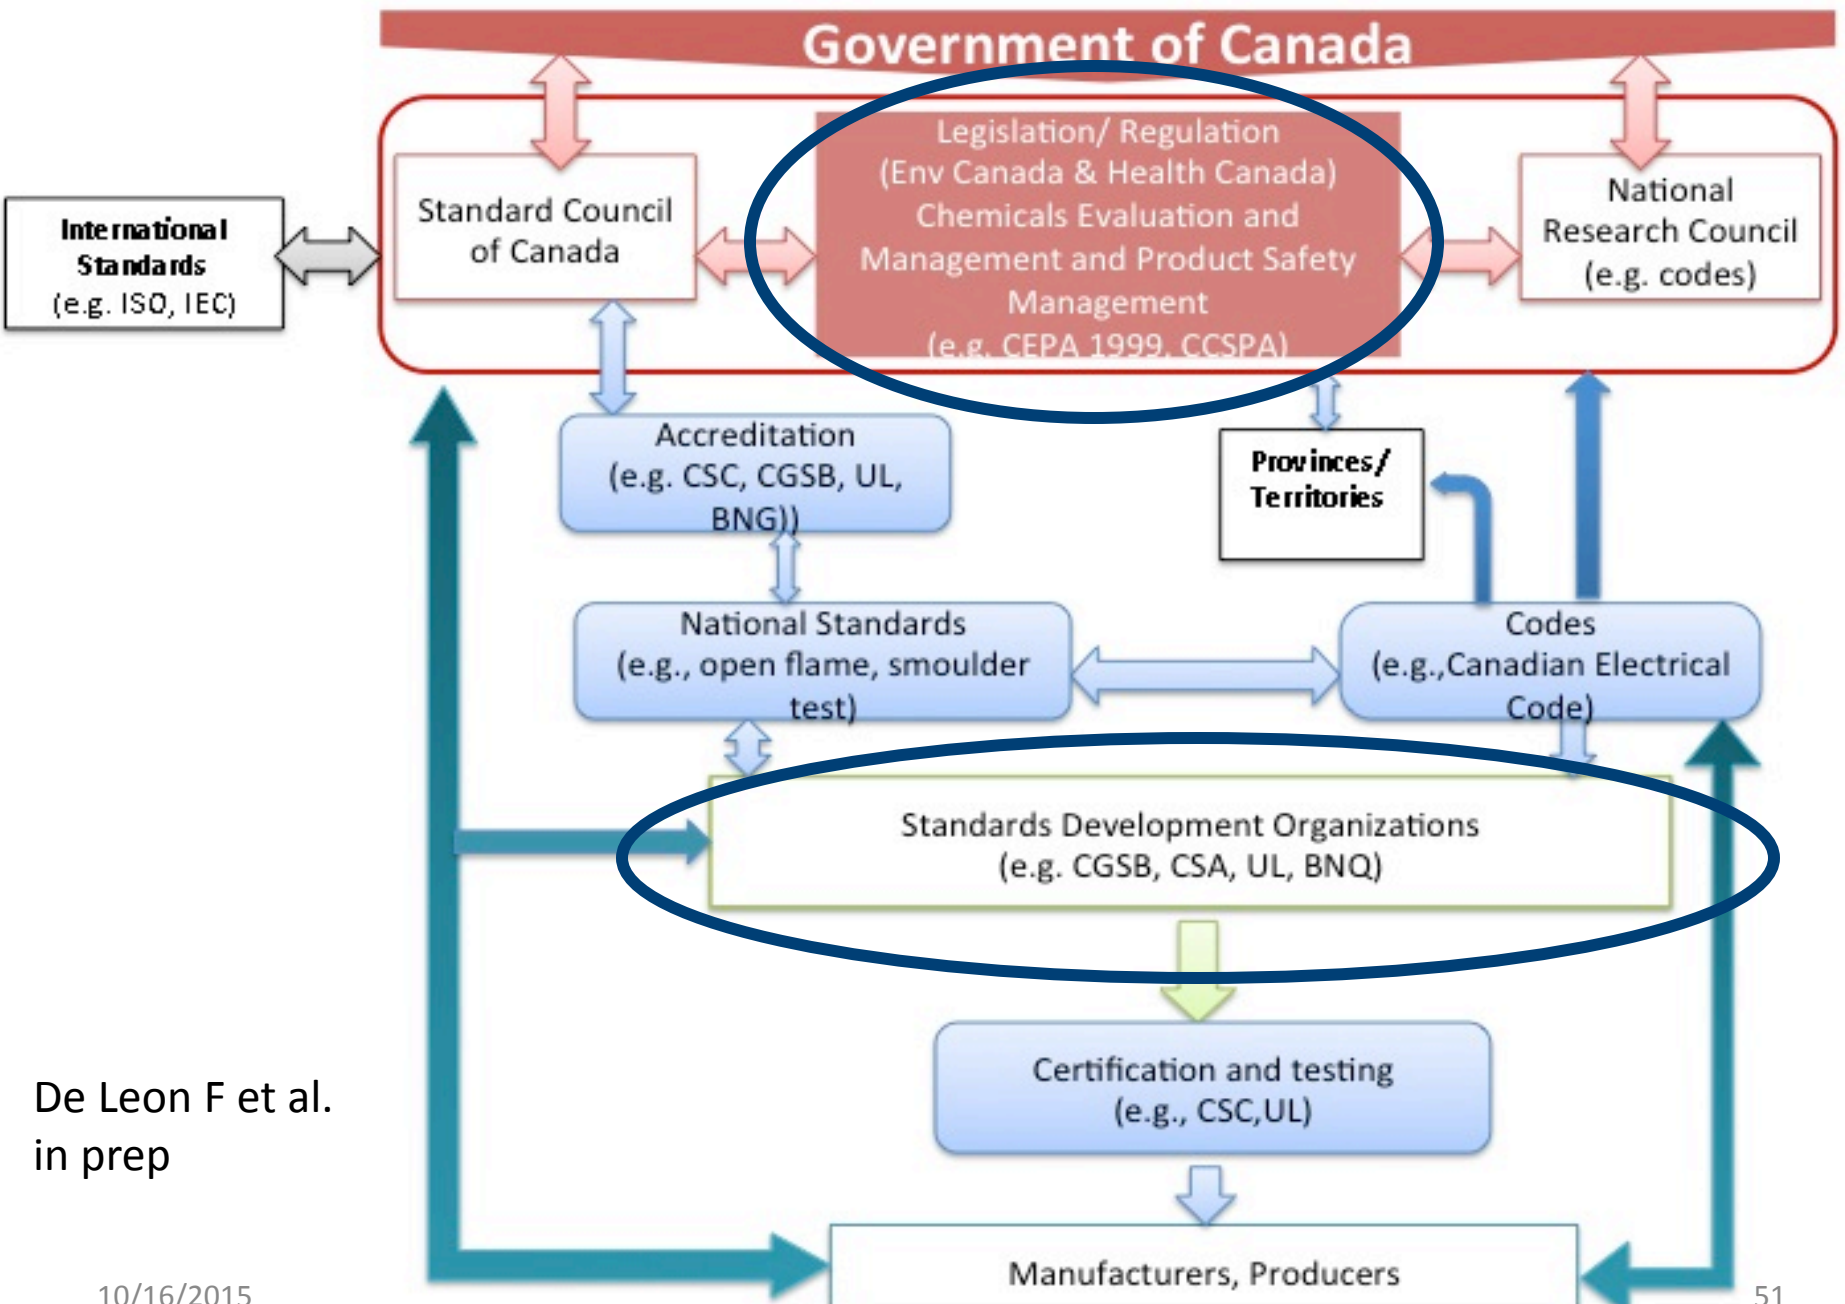 Government of Canada
Legislation/ Regulation
(Env Canada & Health Canada)
Chemicals Evaluation and
Management and Product Safety
Management
(e.g. CEPA 1999, CCSPA)
Standard Council
of Canada
National
Research Council
(e.g. codes)
International
Standards
(e.g. ISO, IEC)
Accreditation
(e.g. CSC, CGSB, UL,
BNG))
Provinces/
Territories
National Standards
(e.g., open flame, smoulder
test)
Codes
(e.g.,Canadian Electrical
Code)
Standards Development Organizations
(e.g. CGSB, CSA, UL, BNQ)
Certification and testing
(e.g., CSC,UL)
De Leon F et al.
in prep
Manufacturers, Producers
10/16/2015
51